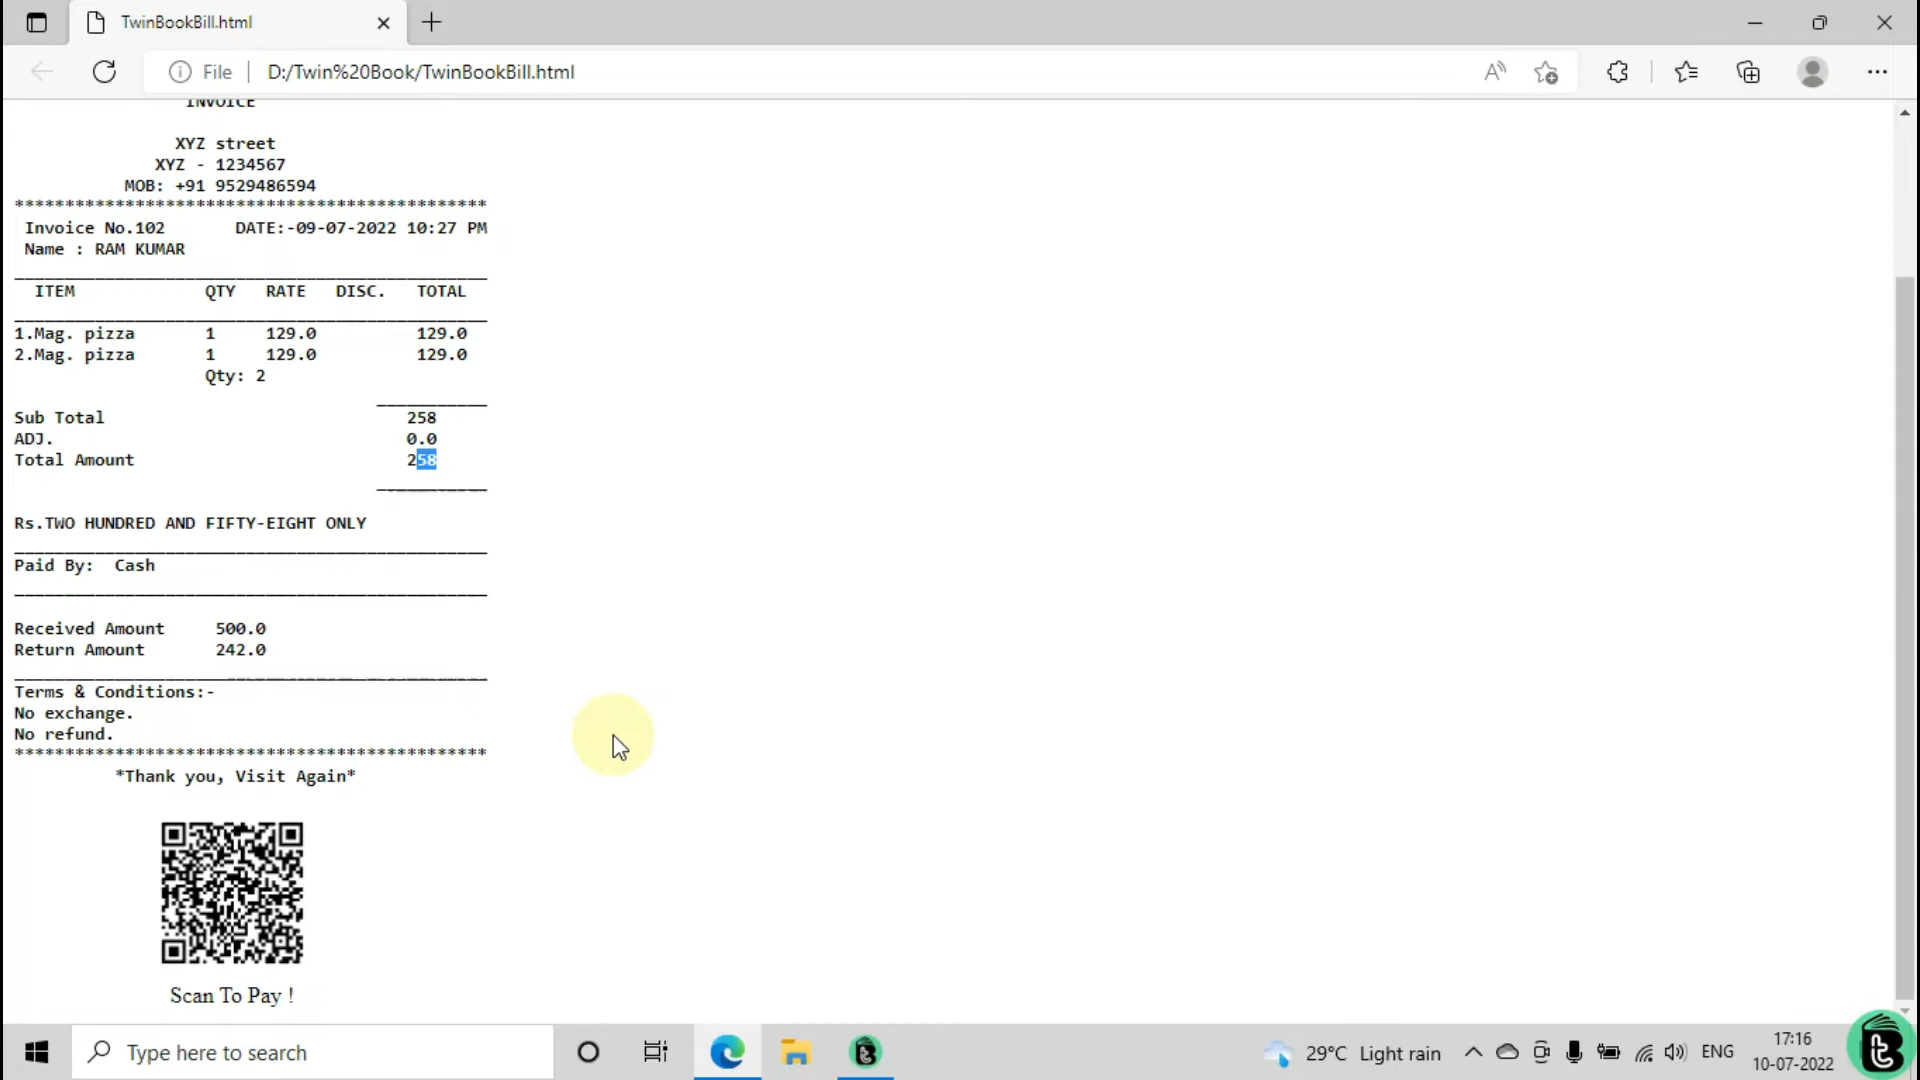 TwinBookBill.html
File D:/Twin%20Book/TwinBookBill.html
INVOICE
XYZ street
XYZ - 1234567
MOB: +91 9529486594
***********************************************
Invoice No.102 DATE:-09-07-2022 10:27 PM
Name : RAM KUMAR
ITEM QTY RATE DISC. TOTAL
1.Mag. pizza 1 129.0 129.0
2.Mag. pizza 1 129.0 129.0
Qty: 2
Sub Total 258
ADJ. 0.0
Total Amount 258
Rs.TWO HUNDRED AND FIFTY-EIGHT ONLY
Paid By: Cash
Received Amount 500.0
Return Amount 242.0
Terms & Conditions:-
No exchange.
No refund.
***********************************************
*Thank you, Visit Again*
Scan To Pay !
Type here to search
29°C Light rain
ENG
17:16
10-07-2022